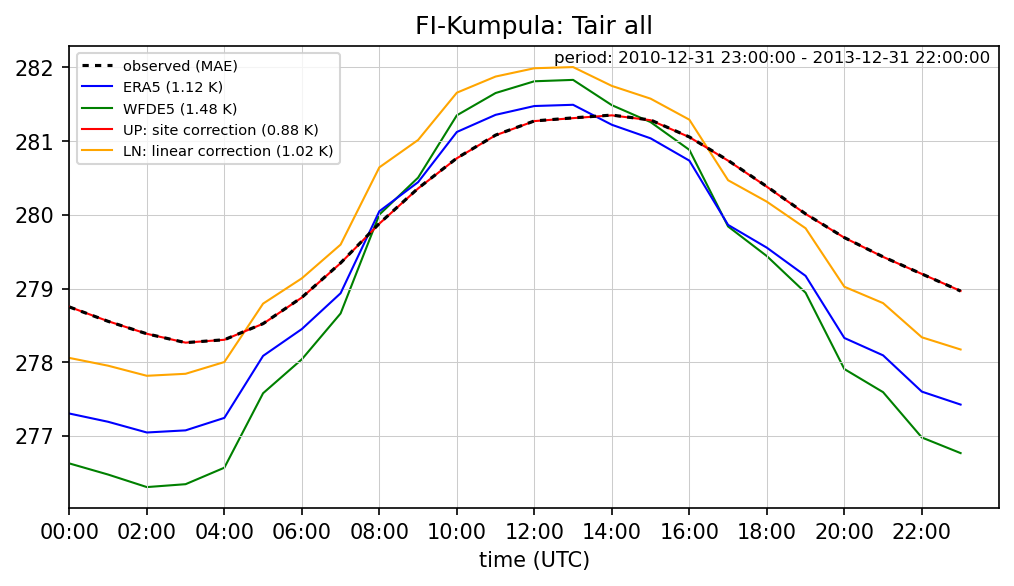 FI-Kumpula: Tair all
period: 2010-12-31 23:00:00 - 2013-12-31 22:00:00
observed (MAE)
ERA5 (1.12 K)
WFDE5 (1.48 K)
UP: site correction (0.88 K)
LN: linear correction (1.02 K)
282
281
280
279
278
277
00:00 02:00 04:00 06:00 08:00 10:00 12:00 14:00 16:00 18:00 20:00 22:00
time (UTC)